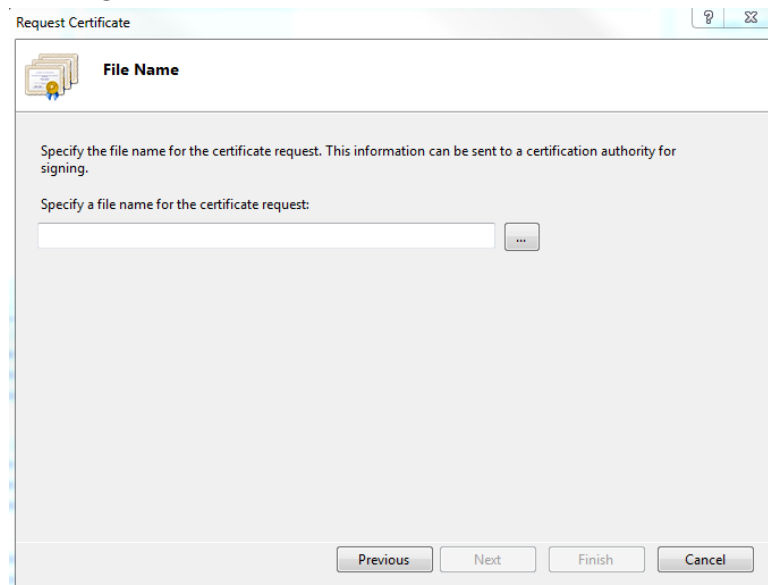 Request Certificate
?
File Name
Specify the file name for the certificate request. This information can be sent to a certification authority for
signing.
Specify a file name for the certificate request:
...
Previous Next Finish Cancel